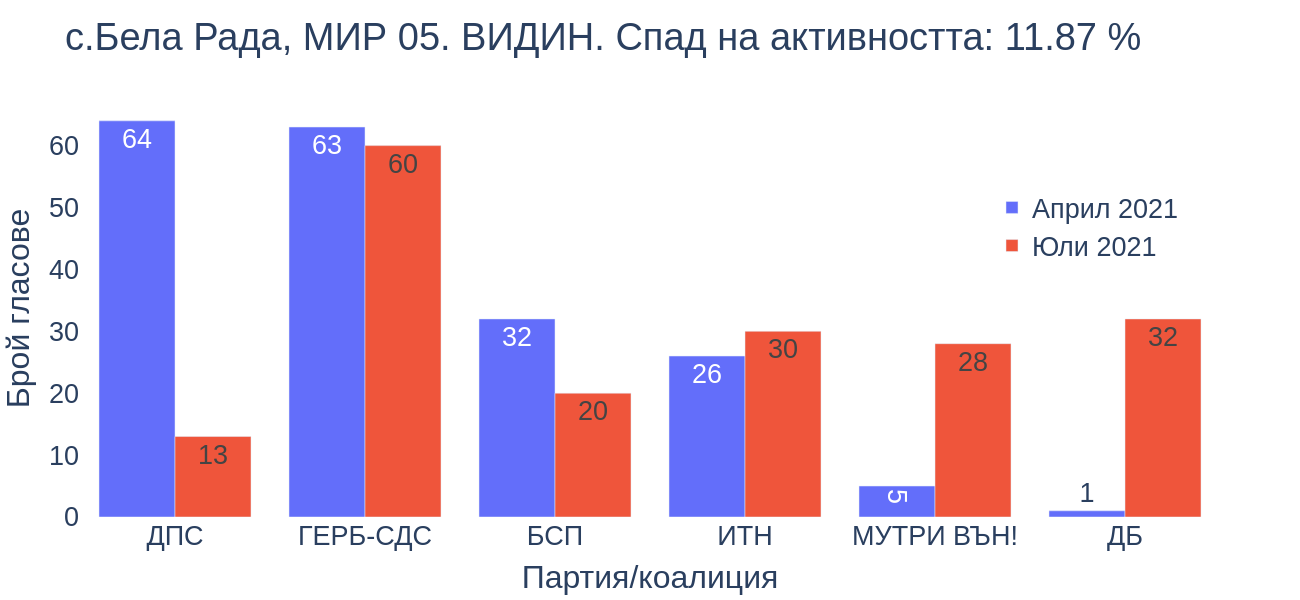 с.Бела Рада, МИР 05. ВИДИН. Спад на активността: 11.87 %
Брой гласове
60
50
40
30
20
10
0
64
13
63
60
32
20
26
30
5
28
1
32
Април 2021
Юли 2021
ДПС
ГЕРБ-СДС
БСП
ИТН
МУТРИ ВЪН!
ДБ
Партия/коалиция